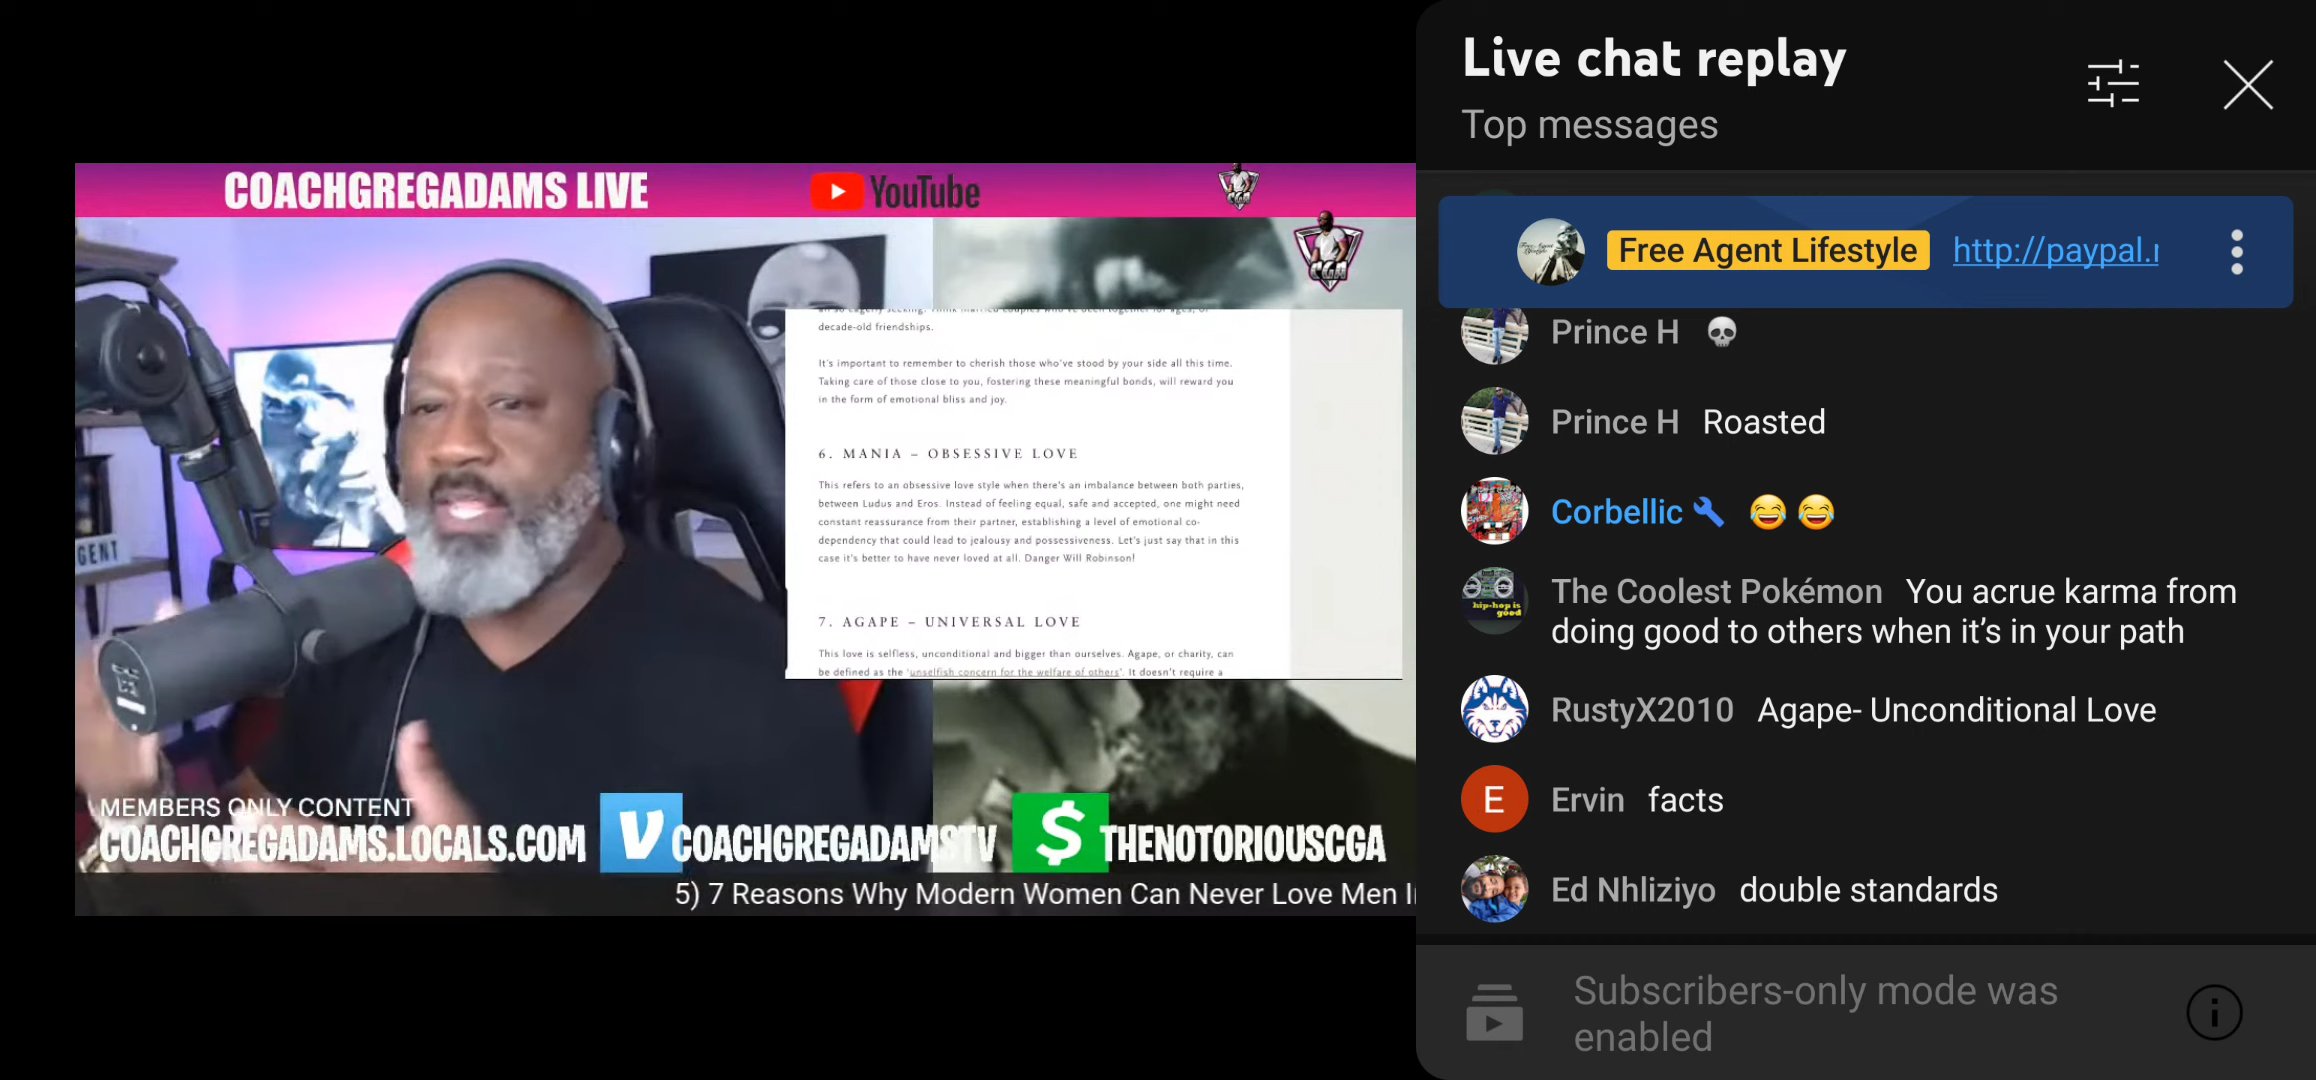 COACHGREGADAMS LIVE
YouTube
CGA
CGA
GENT
decade-old friendships.
It's important to remember to cherish those who've stood by your side all this time.
Taking care of those close to you, fostering these meaningful bonds, will reward you
in the form of emotional bliss and joy.
6. MANIA – OBSESSIVE LOVE
This refers to an obsessive love style when there's an imbalance between both parties,
between Ludus and Eros. Instead of feeling equal, safe and accepted, one might need
constant reassurance from their partner, establishing a level of emotional co-
dependency that could lead to jealousy and possessiveness. Let's just say that in this
case it's better to have never loved at all. Danger Will Robinson!
7. AGAPE – UNIVERSAL LOVE
This love is selfless, unconditional and bigger than ourselves. Agape, or charity, can
be defined as the 'unselfish concern for the welfare of others'. It doesn't require a
MEMBERS ONLY CONTENT
COACHGREGADAMS.LOCALS.COM
V COACHGREGADAMSTV
$ THENOTORIOUSCGA
5) 7 Reasons Why Modern Women Can Never Love Men I
Live chat replay
Top messages
Free Agent Lifestyle http://paypal.
Prince H 💀
Prince H Roasted
Corbellic 🔧 😂 😂
hip-hop is
good
The Coolest Pokémon You acrue karma from
doing good to others when it's in your path
RustyX2010 Agape- Unconditional Love
E Ervin facts
Ed Nhliziyo double standards
Subscribers-only mode was
enabled